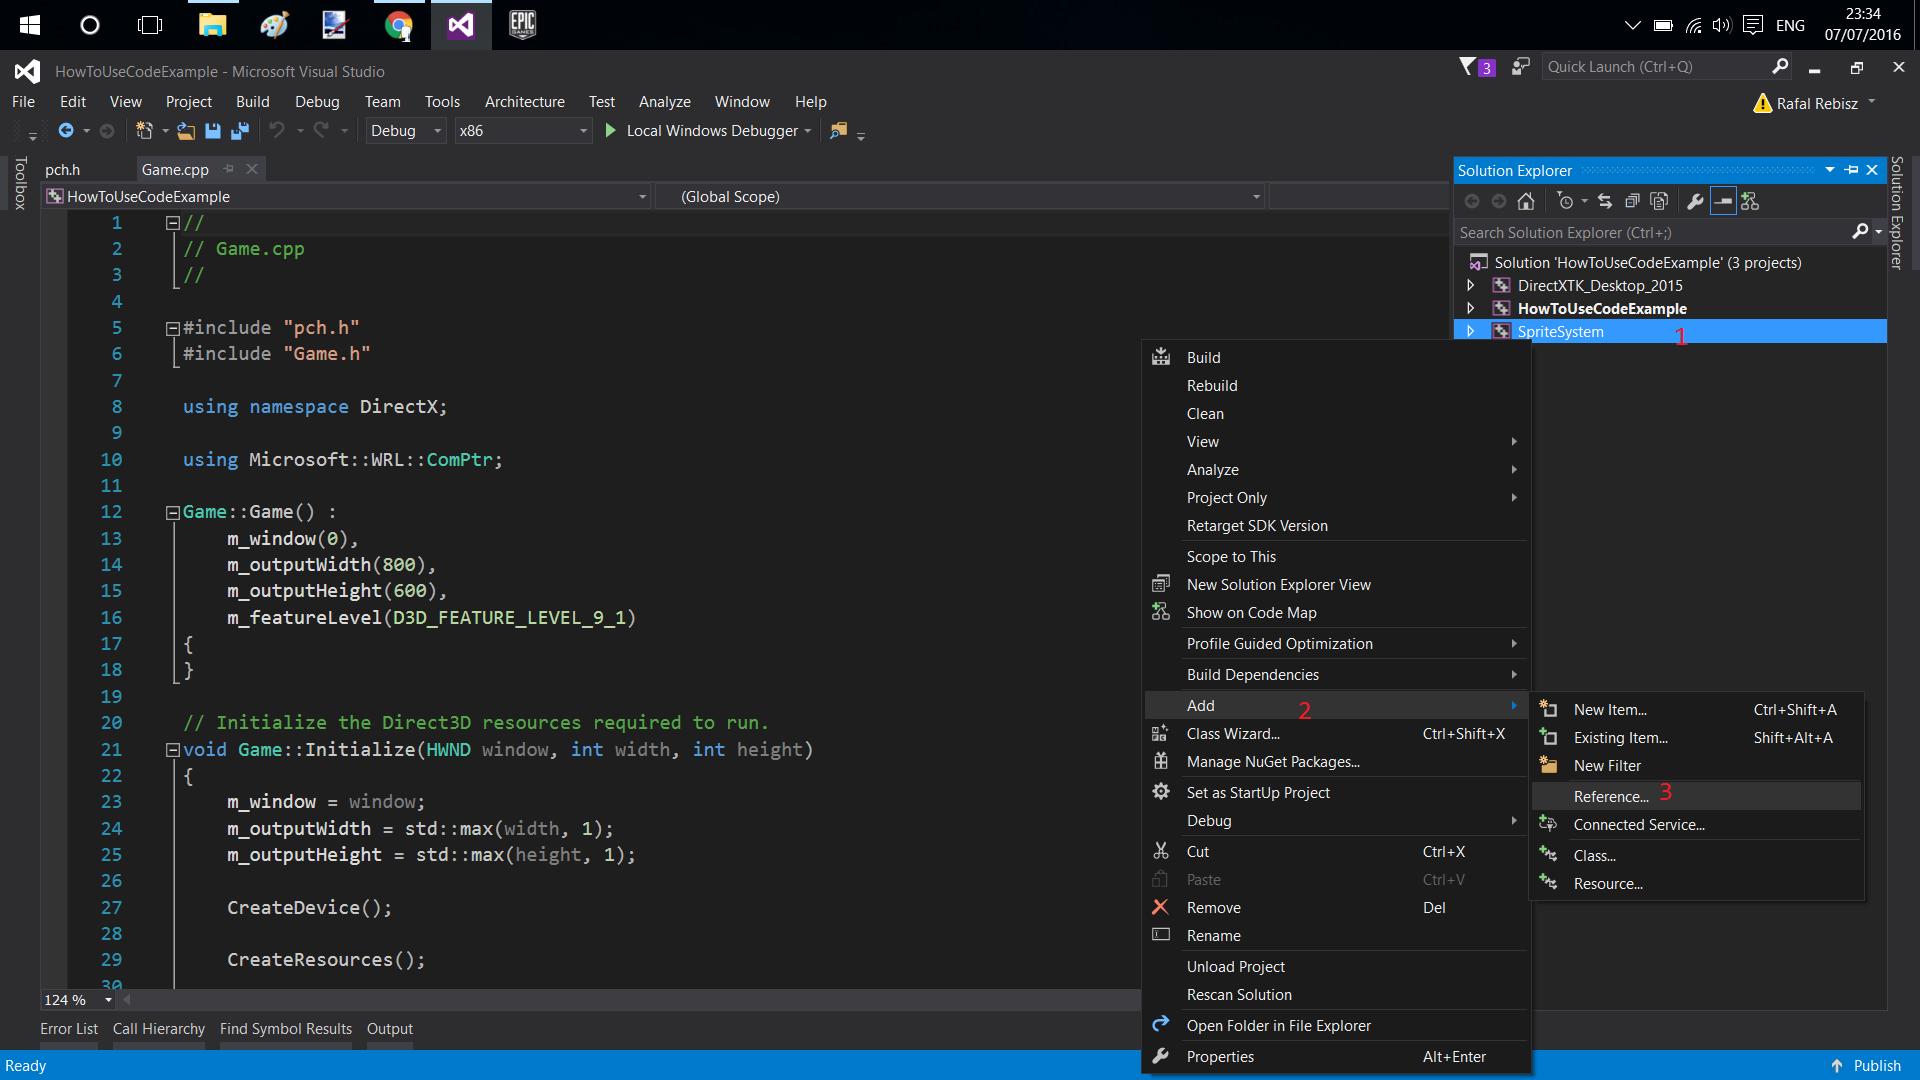 EPIC
GAMES
ENG
23:34
07/07/2016
HowToUseCodeExample - Microsoft Visual Studio
3
Quick Launch (Ctrl+Q)
File Edit View Project Build Debug Team Tools Architecture Test Analyze Window Help
Rafal Rebisz
Debug x86 Local Windows Debugger
Toolbox
pch.h Game.cpp
HowToUseCodeExample (Global Scope)
1 //
2 // Game.cpp
3 //
4
5 #include "pch.h"
6 #include "Game.h"
7
8 using namespace DirectX;
9
10 using Microsoft::WRL::ComPtr;
11
12 Game::Game() :
13 m_window(0),
14 m_outputWidth(800),
15 m_outputHeight(600),
16 m_featureLevel(D3D_FEATURE_LEVEL_9_1)
17 {
18 }
19
20 // Initialize the Direct3D resources required to run.
21 void Game::Initialize(HWND window, int width, int height)
22 {
23 m_window = window;
24 m_outputWidth = std::max(width, 1);
25 m_outputHeight = std::max(height, 1);
26
27 CreateDevice();
28
29 CreateResources();
30
124 %
Solution Explorer
Search Solution Explorer (Ctrl+;)
Solution 'HowToUseCodeExample' (3 projects)
DirectXTK_Desktop_2015
HowToUseCodeExample
SpriteSystem 1
Solution Explorer
Build
Rebuild
Clean
View
Analyze
Project Only
Retarget SDK Version
Scope to This
New Solution Explorer View
Show on Code Map
Profile Guided Optimization
Build Dependencies
Add 2
Class Wizard... Ctrl+Shift+X
Manage NuGet Packages...
Set as StartUp Project
Debug
Cut Ctrl+X
Paste Ctrl+V
Remove Del
Rename
Unload Project
Rescan Solution
Open Folder in File Explorer
Properties Alt+Enter
New Item... Ctrl+Shift+A
Existing Item... Shift+Alt+A
New Filter
Reference... 3
Connected Service...
Class...
Resource...
Error List Call Hierarchy Find Symbol Results Output
Ready
Publish